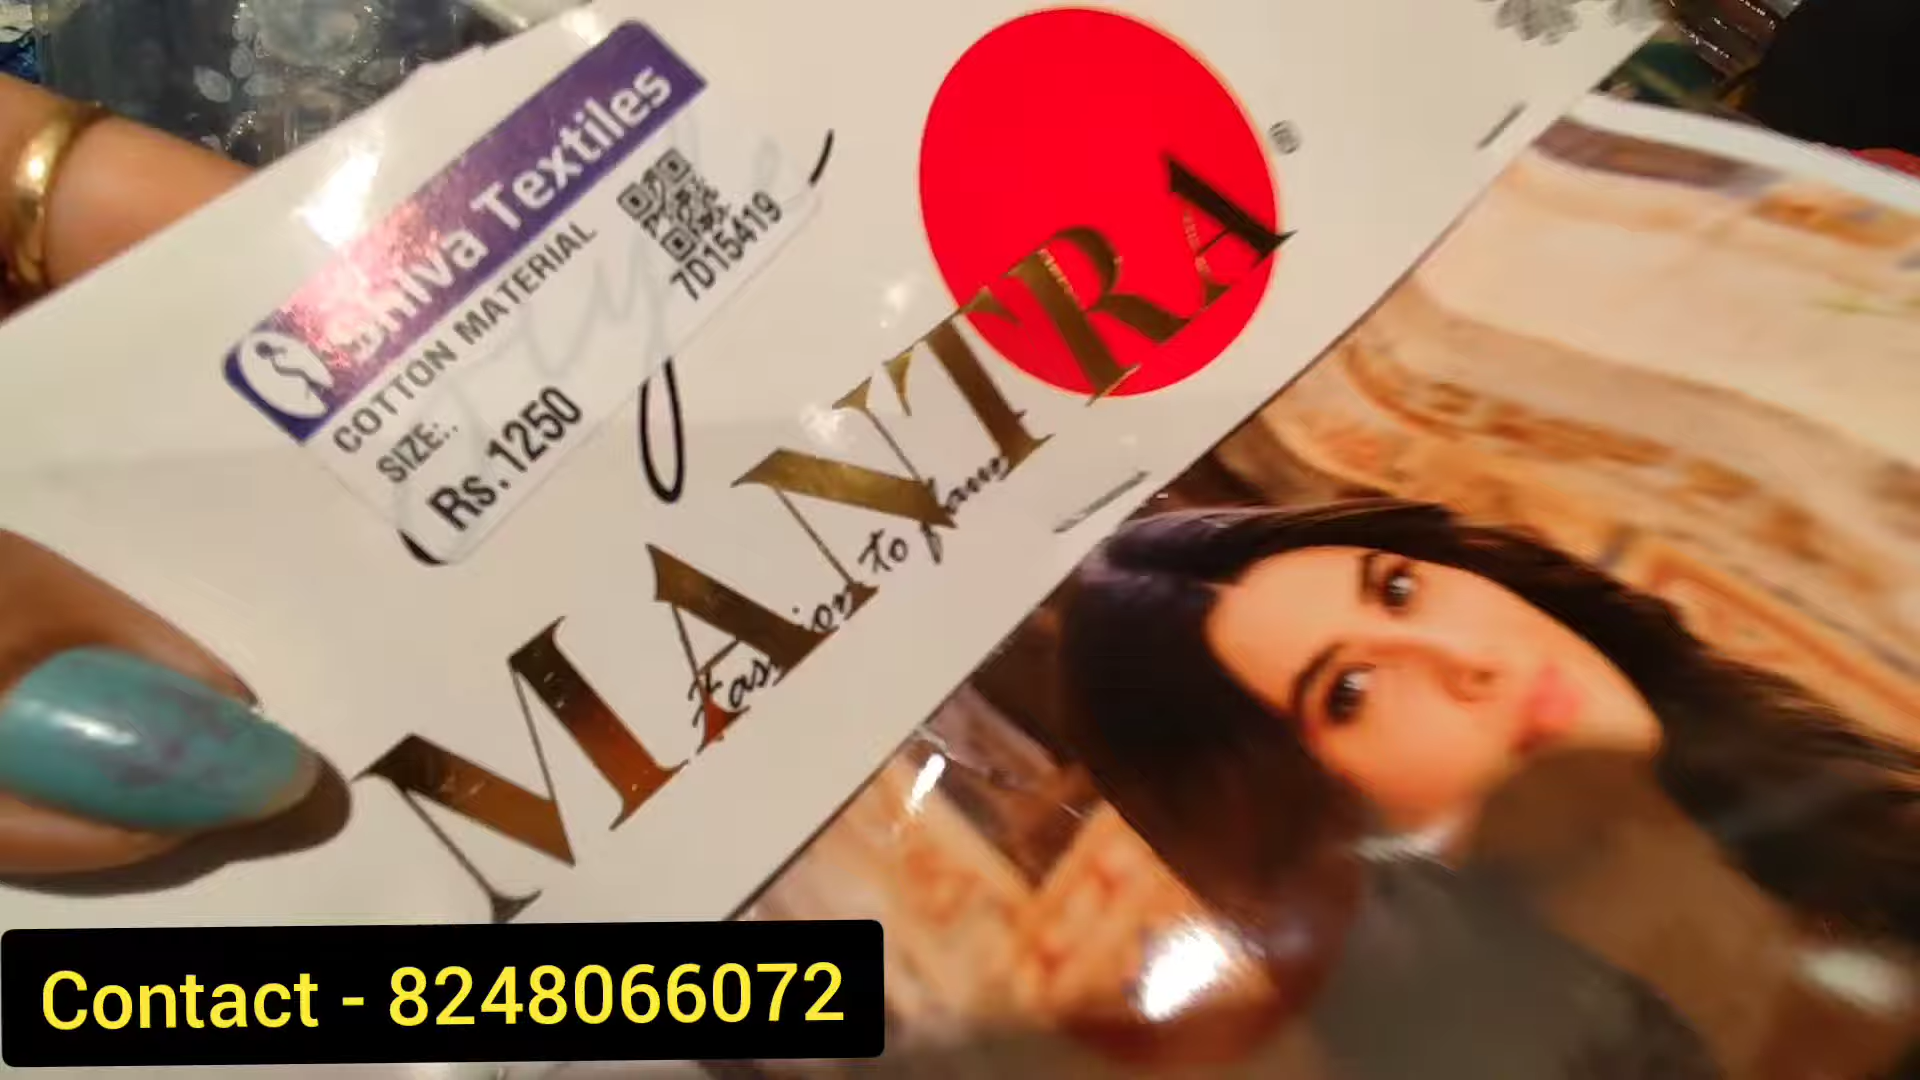 Shiva Textiles
COTTON MATERIAL
SIZE:.
Rs.1250
7D15419
®
MANTRA
Fashion to
Contact - 8248066072